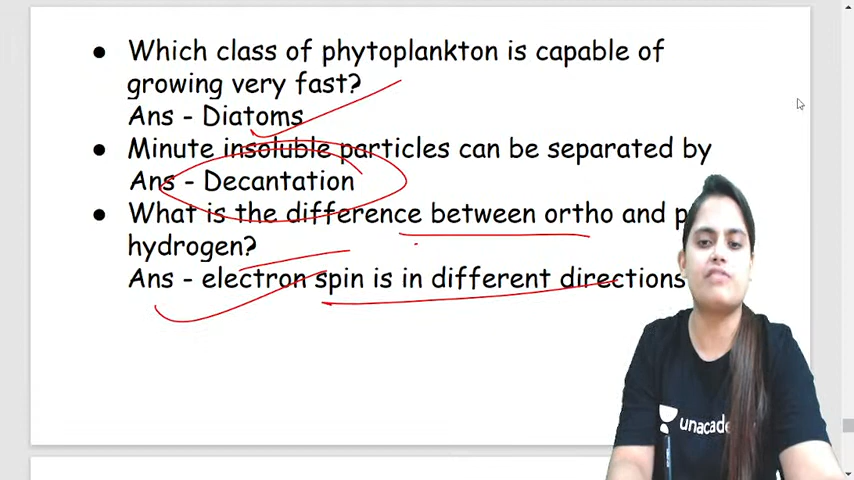 ● Which class of phytoplankton is capable of
growing very fast?
Ans - Diatoms
● Minute insoluble particles can be separated by
Ans - Decantation
● What is the difference between ortho and
hydrogen?
Ans - electron spin is in different directions